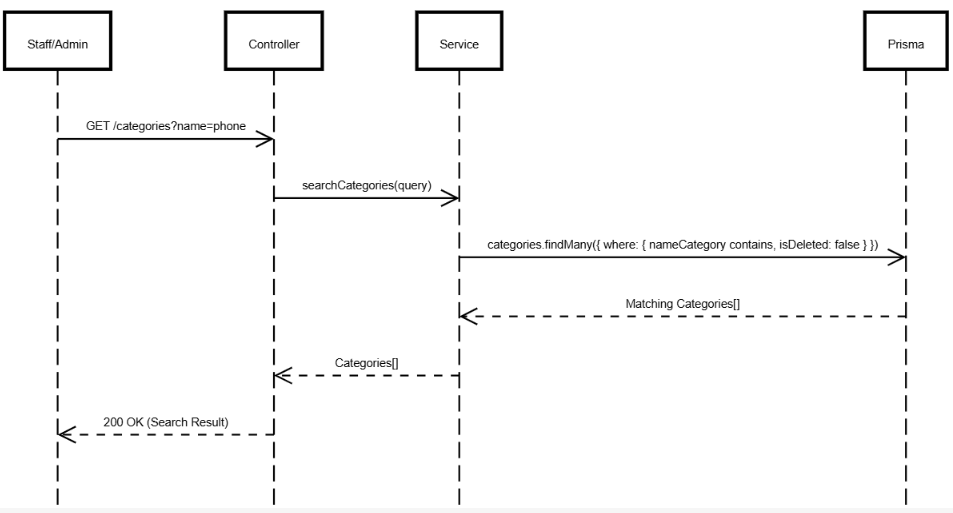 Staff/Admin
Controller
Service
Prisma
GET /categories?name=phone
searchCategories(query)
categories.findMany({ where: { nameCategory contains, isDeleted: false } })
Matching Categories[]
Categories[]
200 OK (Search Result)